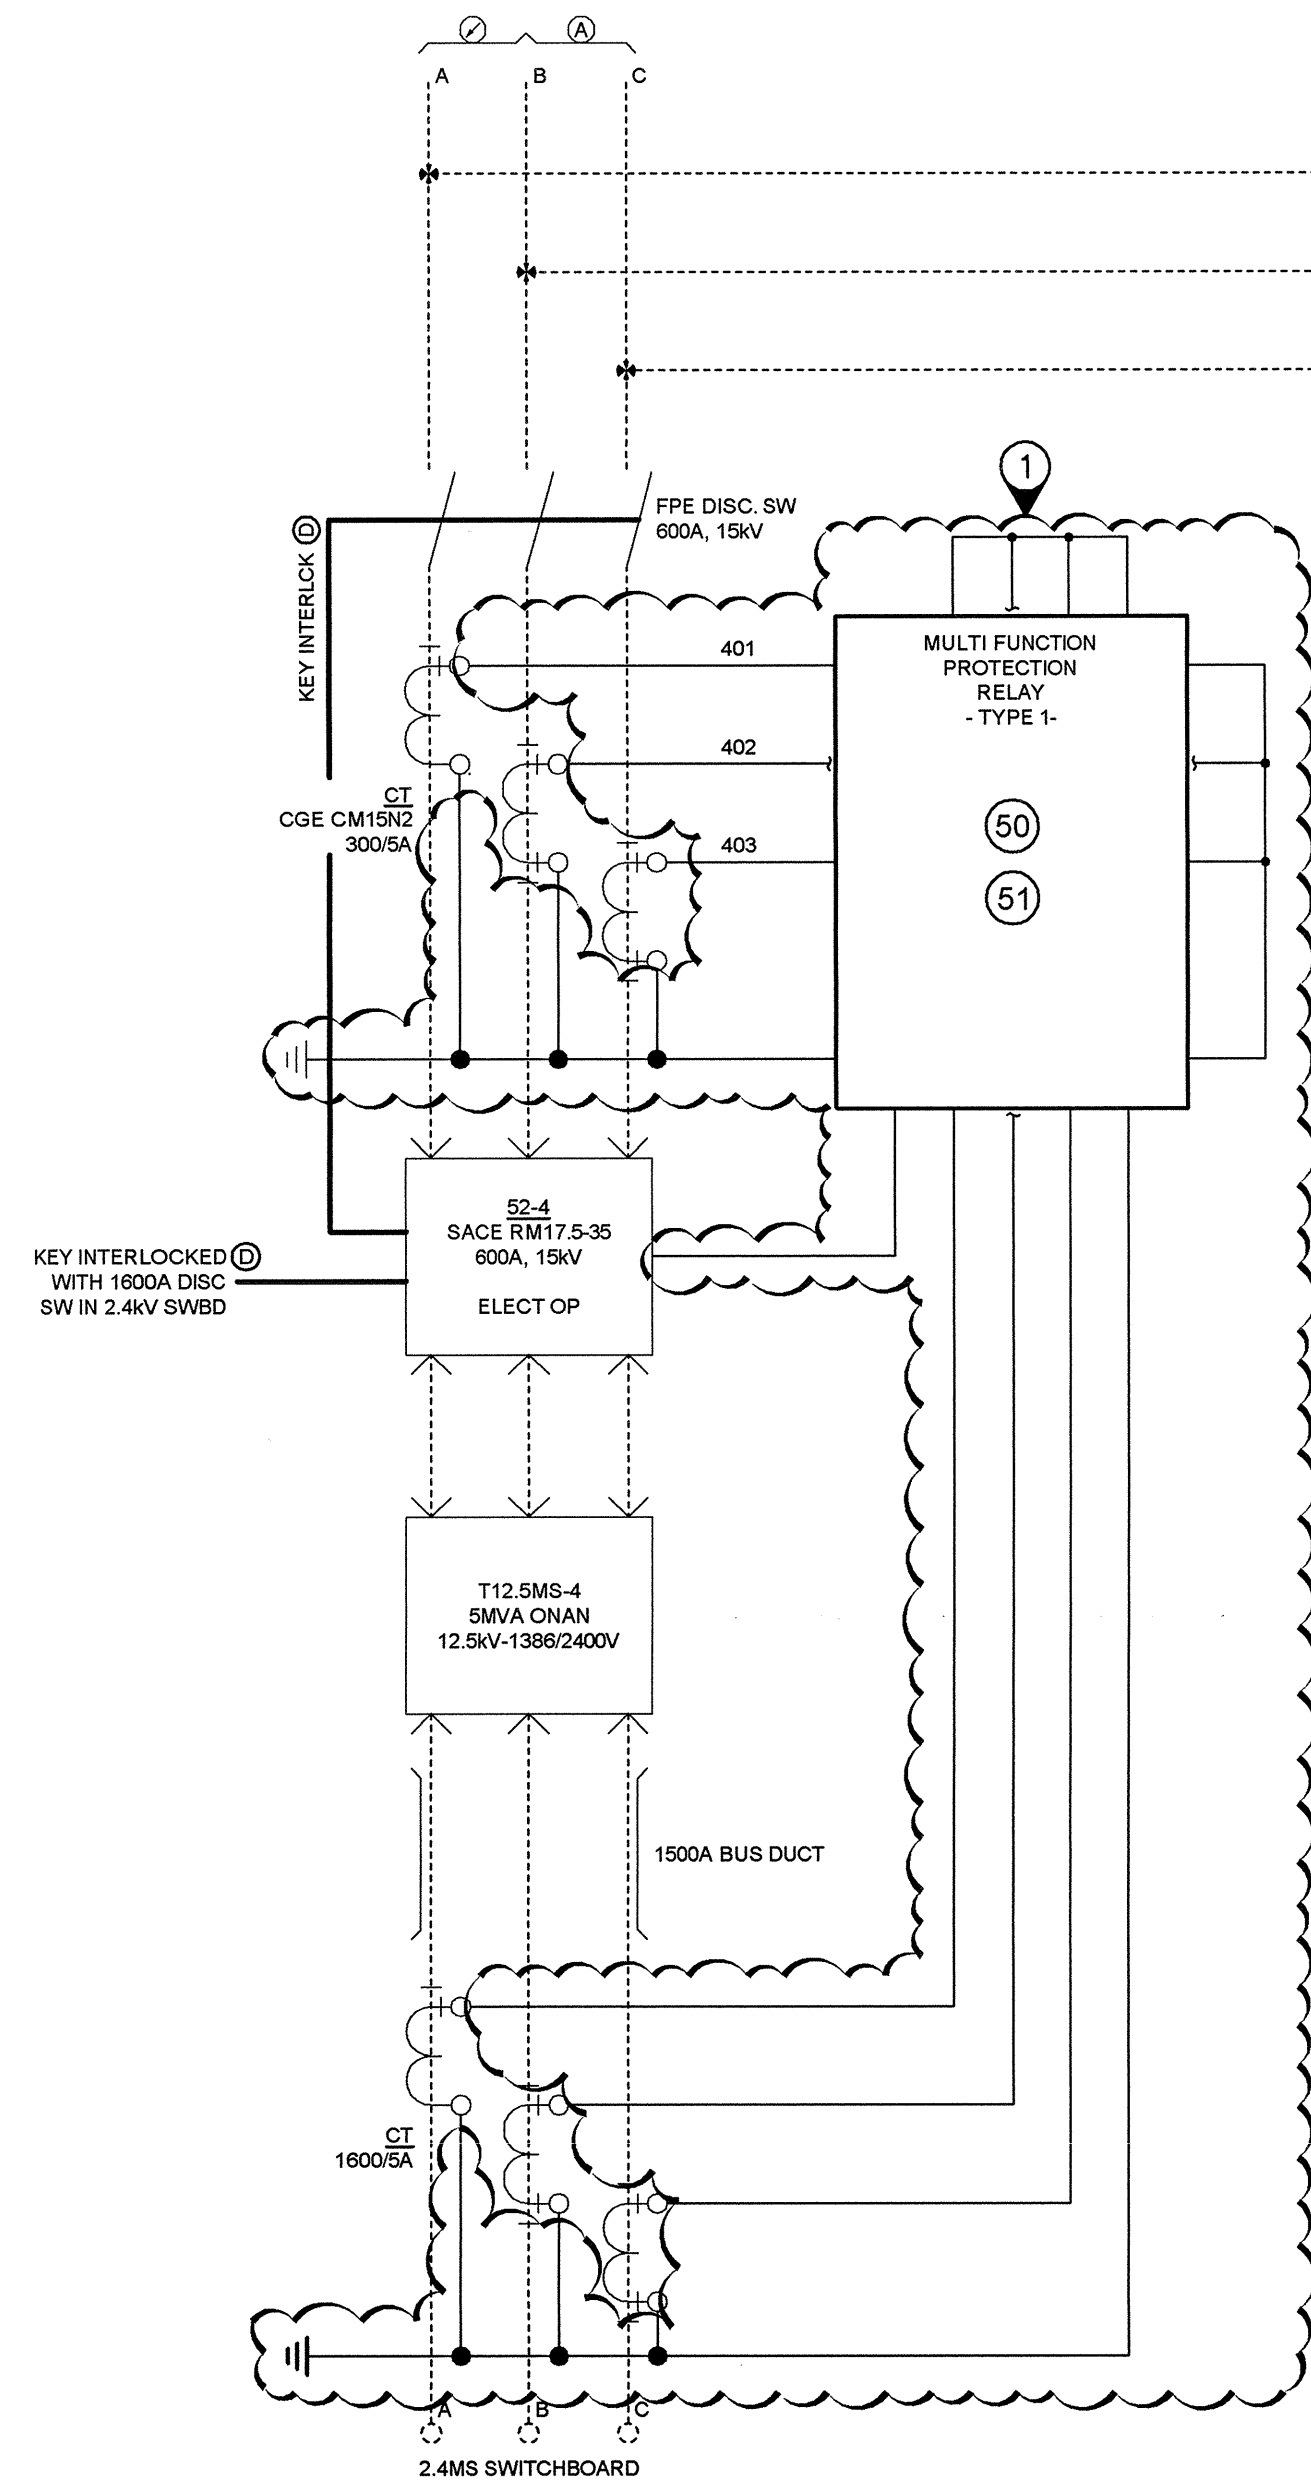 A
A
B
C
1
FPE DISC. SW
600A, 15kV
KEY INTERLCK D
401
402
403
MULTI FUNCTION
PROTECTION
RELAY
- TYPE 1-
50
51
CT
CGE CM15N2
300/5A
52-4
SACE RM17.5-35
600A, 15kV
ELECT OP
KEY INTERLOCKED D
WITH 1600A DISC
SW IN 2.4kV SWBD
T12.5MS-4
5MVA ONAN
12.5kV-1386/2400V
1500A BUS DUCT
CT
1600/5A
A
B
C
2.4MS SWITCHBOARD